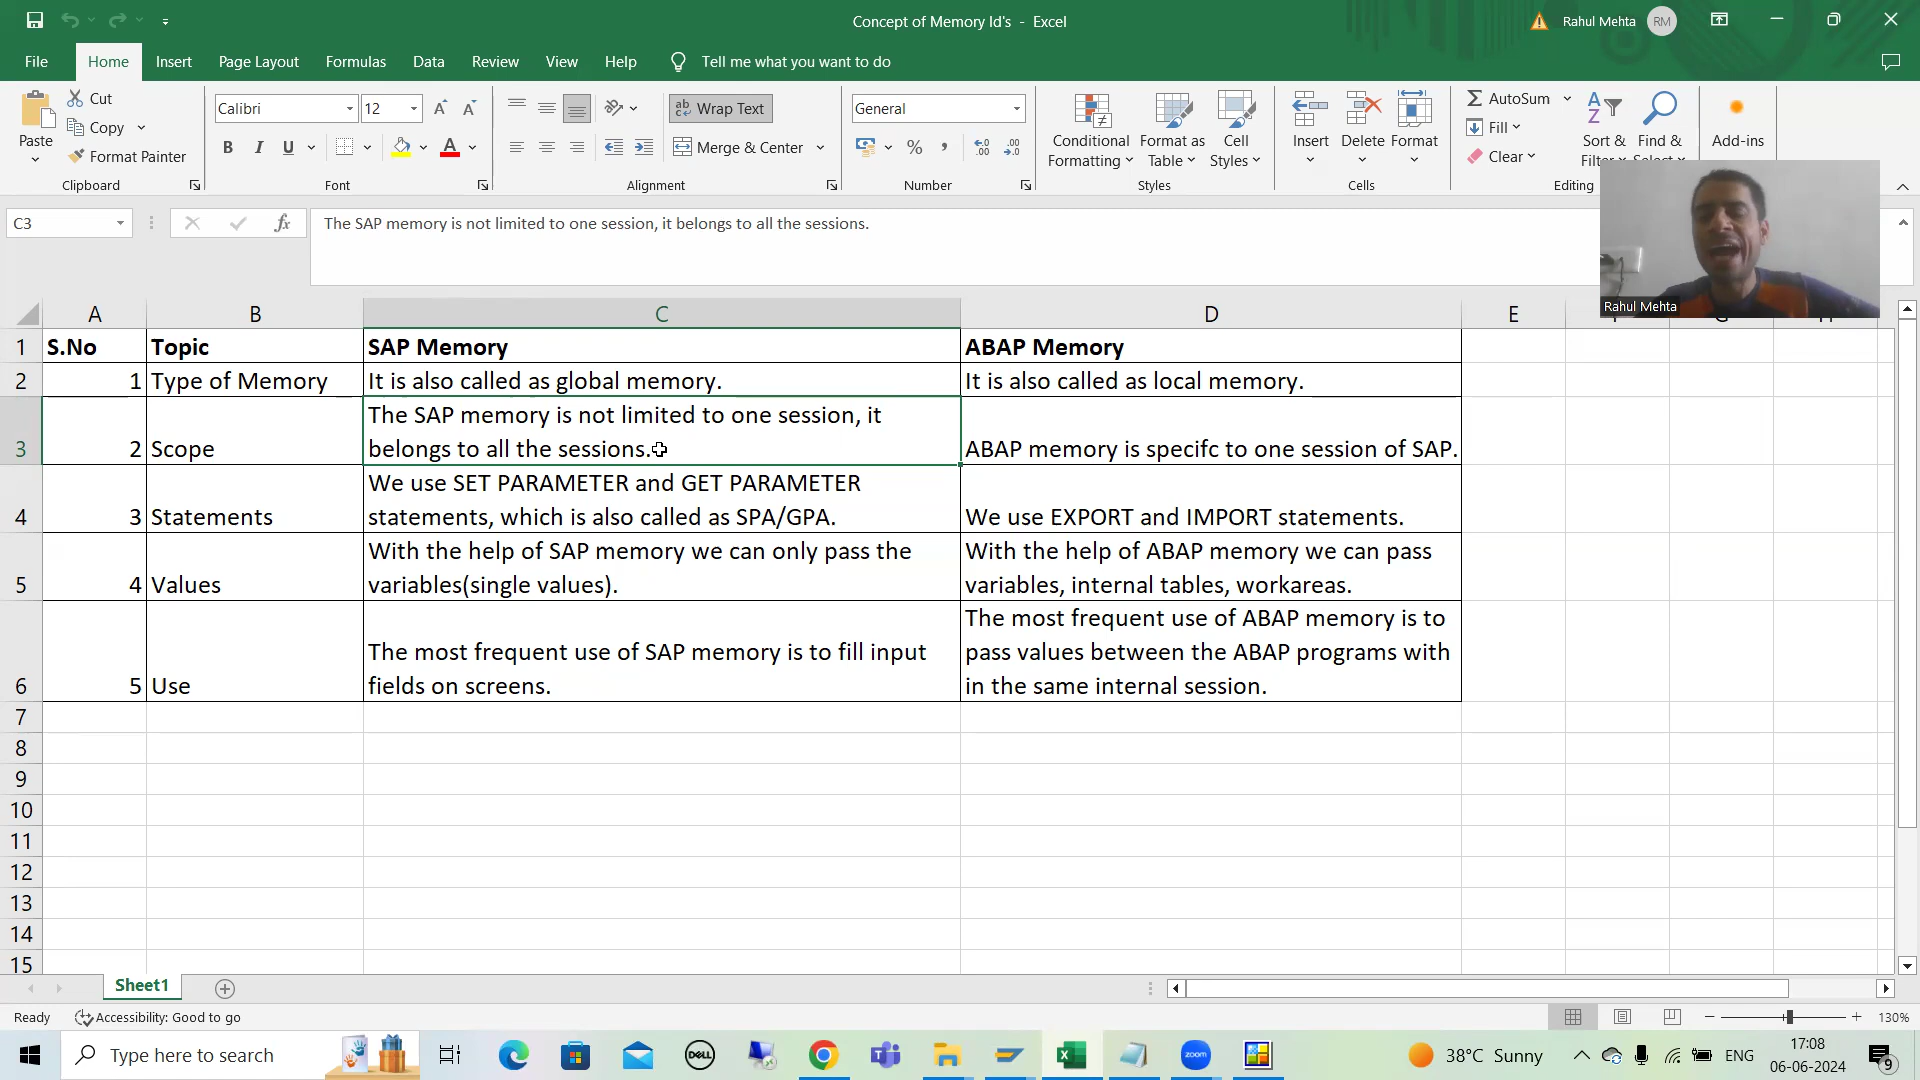 Concept of Memory Id's - Excel
Rahul Mehta
RM
File
Home
Insert
Page Layout
Formulas
Data
Review
View
Help
Tell me what you want to do
Paste
Cut
Copy
Format Painter
Clipboard
Calibri
12
B I U
Font
Wrap Text
Merge & Center
Alignment
General
Number
Conditional
Formatting
Format as
Table
Cell
Styles
Styles
Insert
Delete
Format
Cells
AutoSum
Fill
Clear
Sort &
Filter
Find &
Select
Editing
Add-ins
C3
fx
The SAP memory is not limited to one session, it belongs to all the sessions.
Rahul Mehta
A B C D E
1 S.No Topic SAP Memory ABAP Memory
2 1 Type of Memory It is also called as global memory. It is also called as local memory.
The SAP memory is not limited to one session, it
3 2 Scope belongs to all the sessions. ABAP memory is specifc to one session of SAP.
We use SET PARAMETER and GET PARAMETER
4 3 Statements statements, which is also called as SPA/GPA. We use EXPORT and IMPORT statements.
With the help of SAP memory we can only pass the With the help of ABAP memory we can pass
5 4 Values variables(single values). variables, internal tables, workareas.
The most frequent use of ABAP memory is to
The most frequent use of SAP memory is to fill input pass values between the ABAP programs with
6 5 Use fields on screens. in the same internal session.
7
8
9
10
11
12
13
14
15
Sheet1
Ready
Accessibility: Good to go
130%
Type here to search
DELL
zoom
38°C Sunny
ENG
17:08
06-06-2024
9